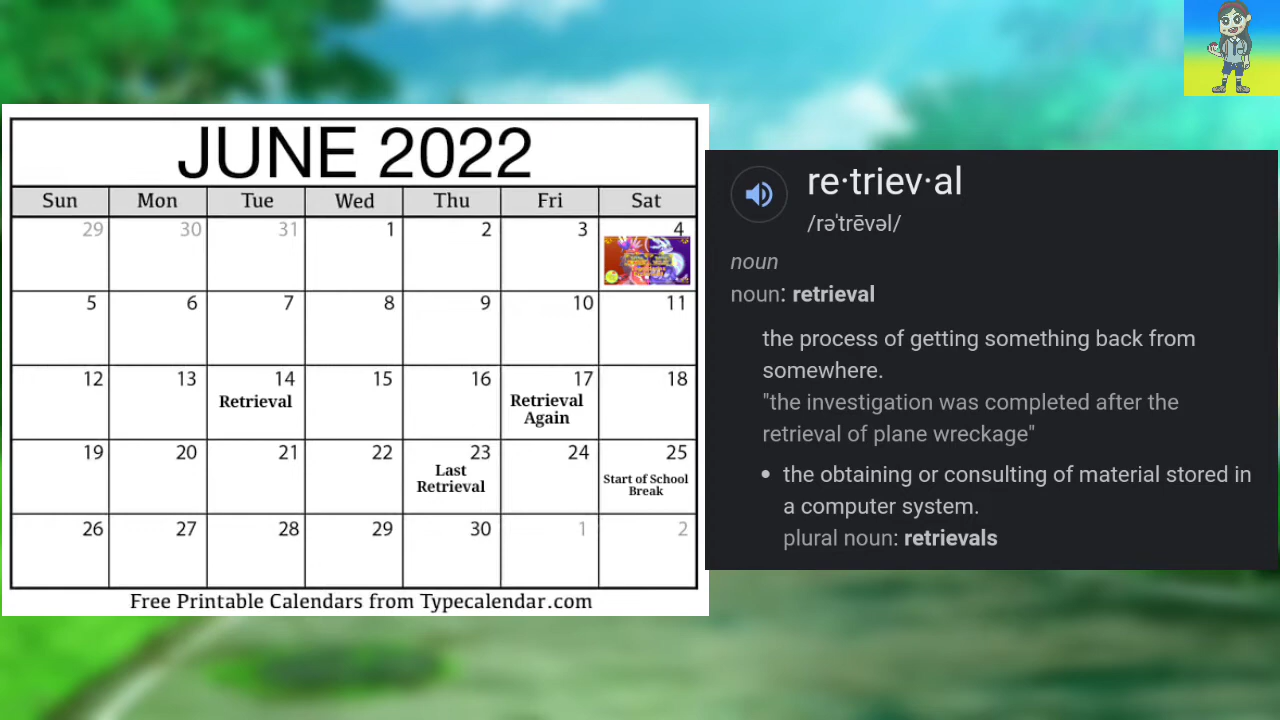 JUNE 2022
Sun Mon Tue Wed Thu Fri Sat
29 30 31 1 2 3 4
5 6 7 8 9 10 11
12 13 14 15 16 17 18
Retrieval
Retrieval
Again
19 20 21 22 23 24 25
Last
Retrieval
Start of School
Break
26 27 28 29 30 1 2
Free Printable Calendars from Typecalendar.com
re·triev·al
/rəˈtrēvəl/
noun
noun: retrieval
the process of getting something back from
somewhere.
"the investigation was completed after the
retrieval of plane wreckage"
• the obtaining or consulting of material stored in
a computer system.
plural noun: retrievals